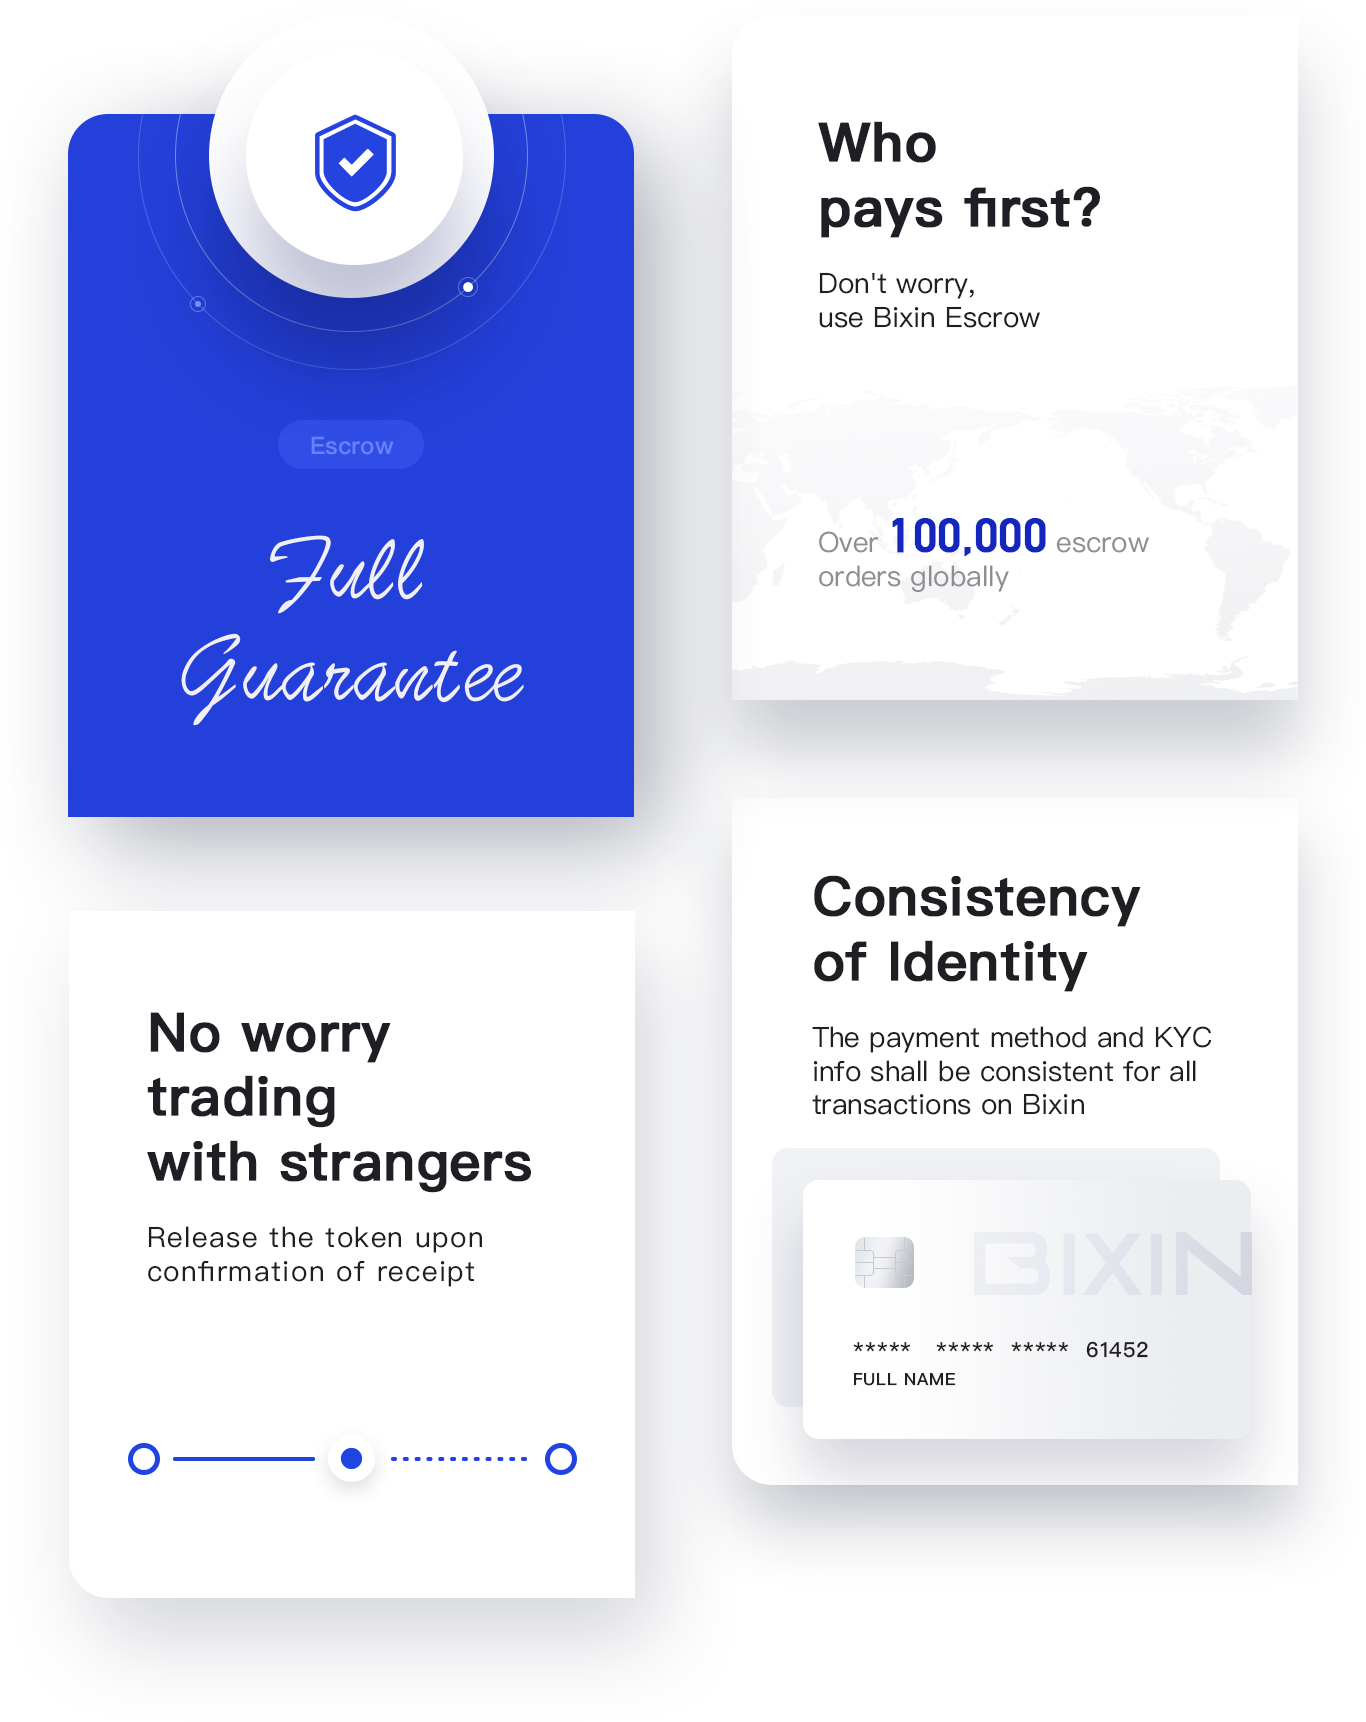 Escrow
Full
Guarantee
Who
pays first?
Don't worry,
use Bixin Escrow
Over 100,000 escrow
orders globally
No worry
trading
with strangers
Release the token upon
confirmation of receipt
Consistency
of Identity
The payment method and KYC
info shall be consistent for all
transactions on Bixin
BIXIN
***** ***** ***** 61452
FULL NAME